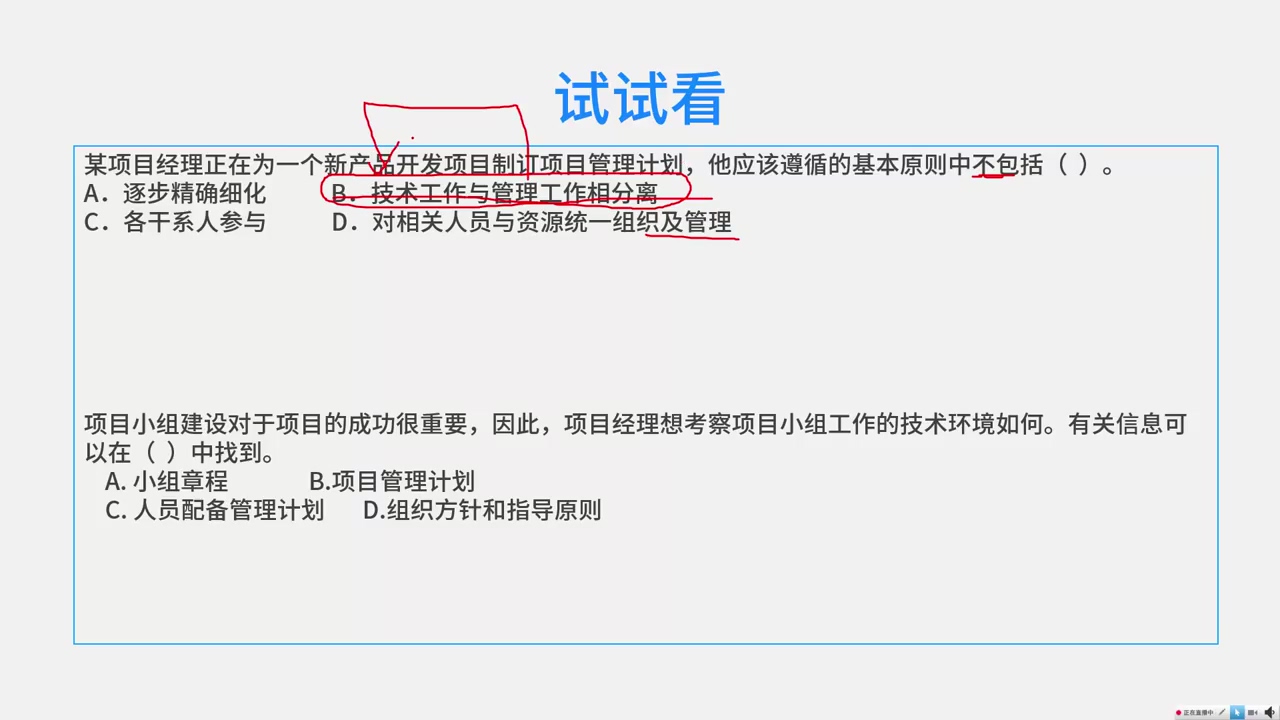 试试看
某项目经理正在为一个新产品开发项目制订项目管理计划，他应该遵循的基本原则中不包括（ ）。
A．逐步精确细化 B．技术工作与管理工作相分离
C．各干系人参与 D．对相关人员与资源统一组织及管理
项目小组建设对于项目的成功很重要，因此，项目经理想考察项目小组工作的技术环境如何。有关信息可
以在（ ）中找到。
A. 小组章程 B.项目管理计划
C. 人员配备管理计划 D.组织方针和指导原则
正在直播中